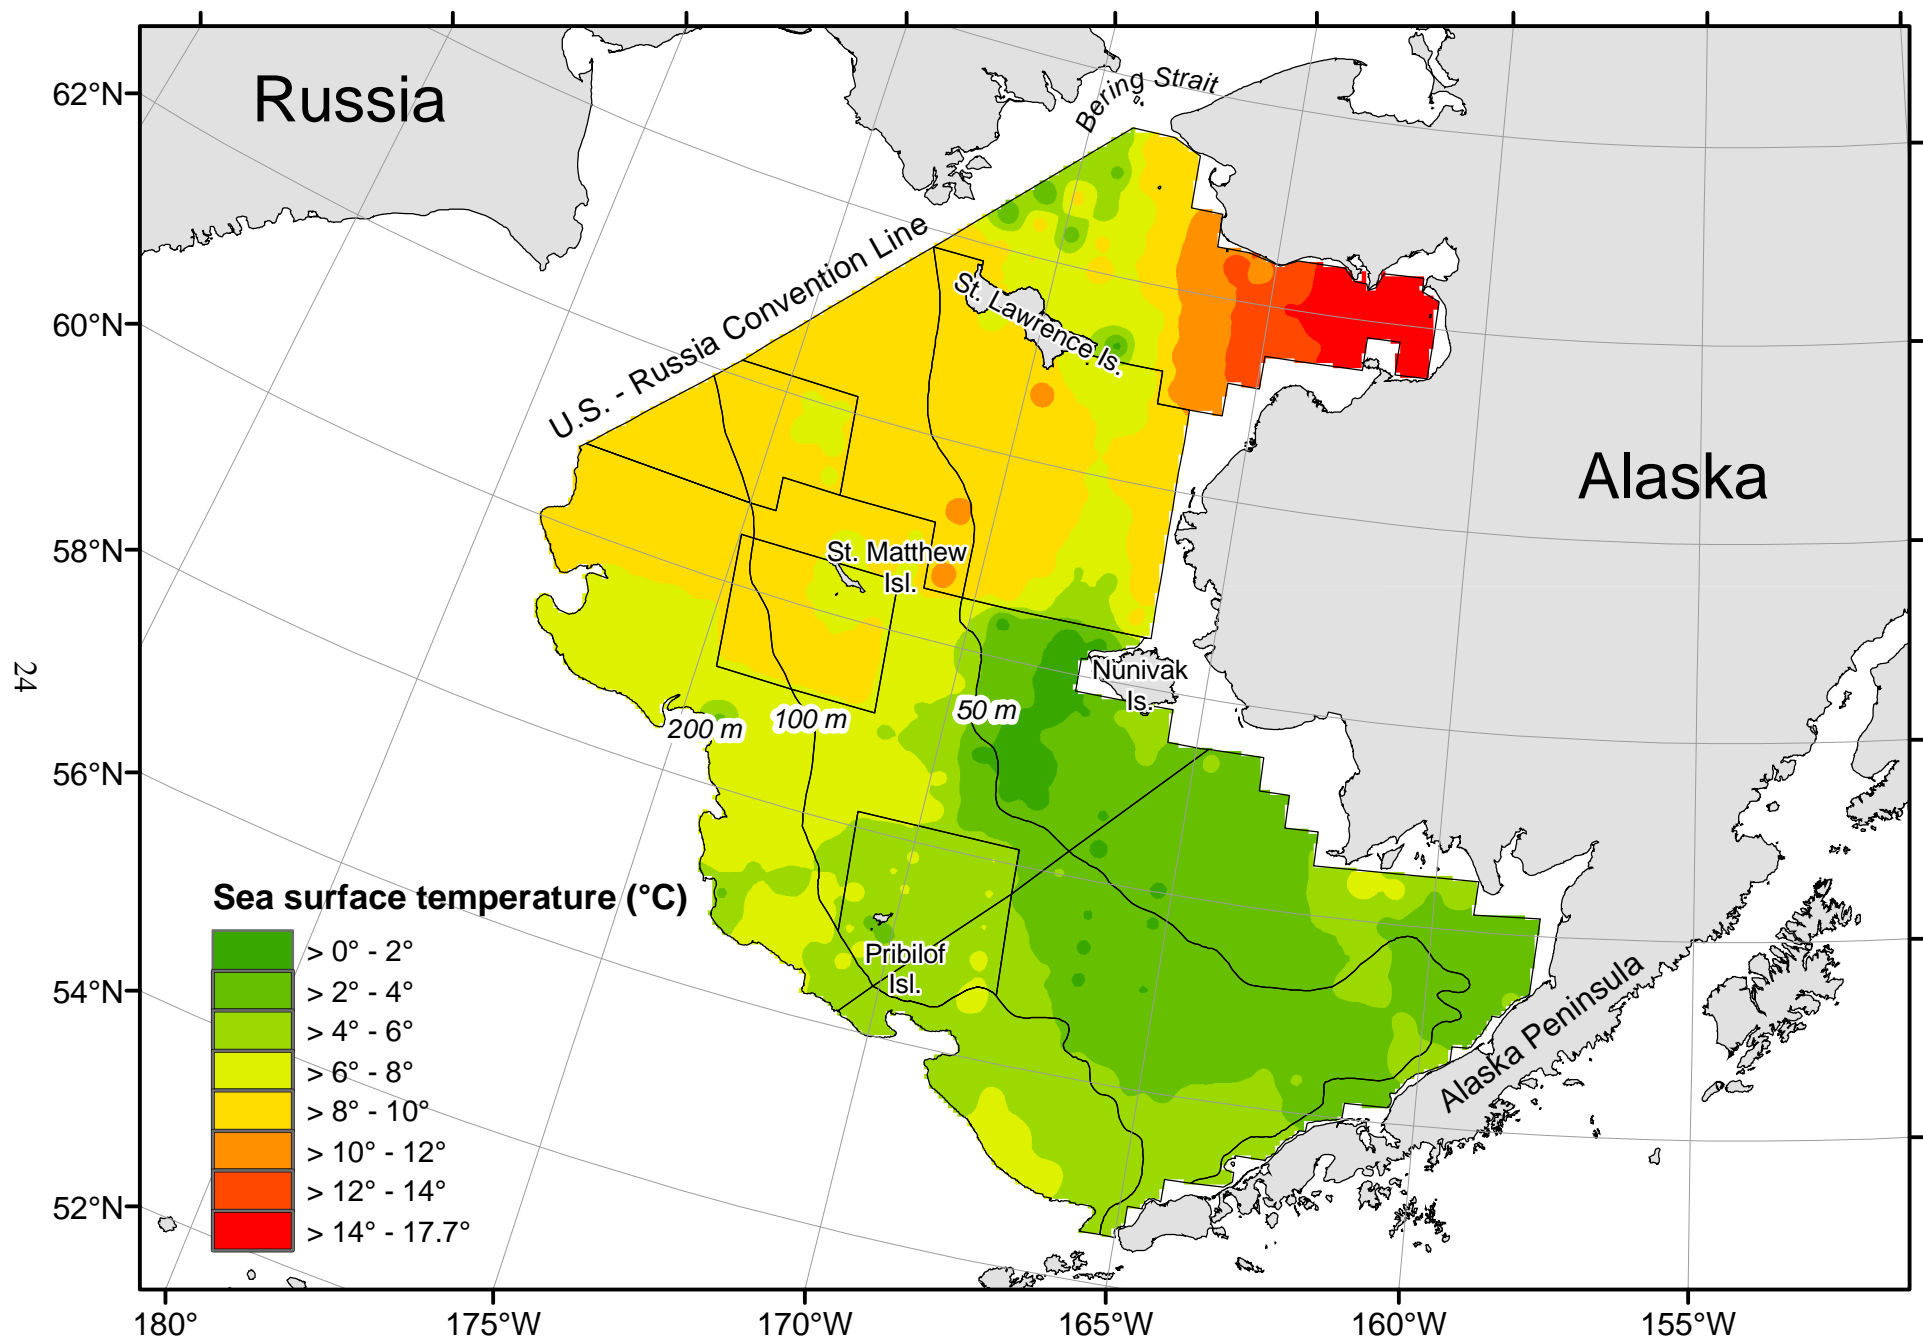 Russia
Bering Strait
62°N
60°N
58°N
56°N
54°N
52°N
U.S. - Russia Convention Line
St. Lawrence Is.
Alaska
St. Matthew
Isl.
Nunivak
Is.
24
200 m
100 m
50 m
Pribilof
Isl.
Alaska Peninsula
Sea surface temperature (°C)
> 0° - 2°
> 2° - 4°
> 4° - 6°
> 6° - 8°
> 8° - 10°
> 10° - 12°
> 12° - 14°
> 14° - 17.7°
180°
175°W
170°W
165°W
160°W
155°W